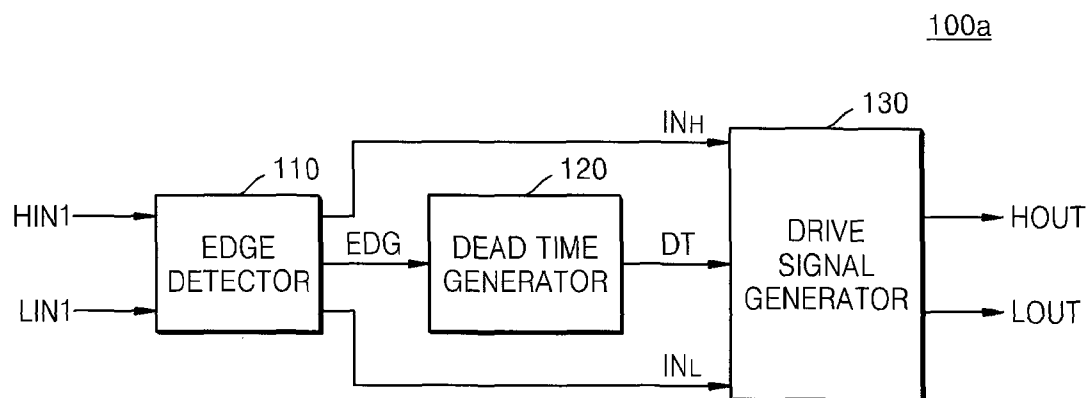 100a
130
INH
110
120
HIN1
EDGE
DETECTOR
EDG
DEAD TIME
GENERATOR
DT
DRIVE
SIGNAL
GENERATOR
HOUT
LIN1
LOUT
INL